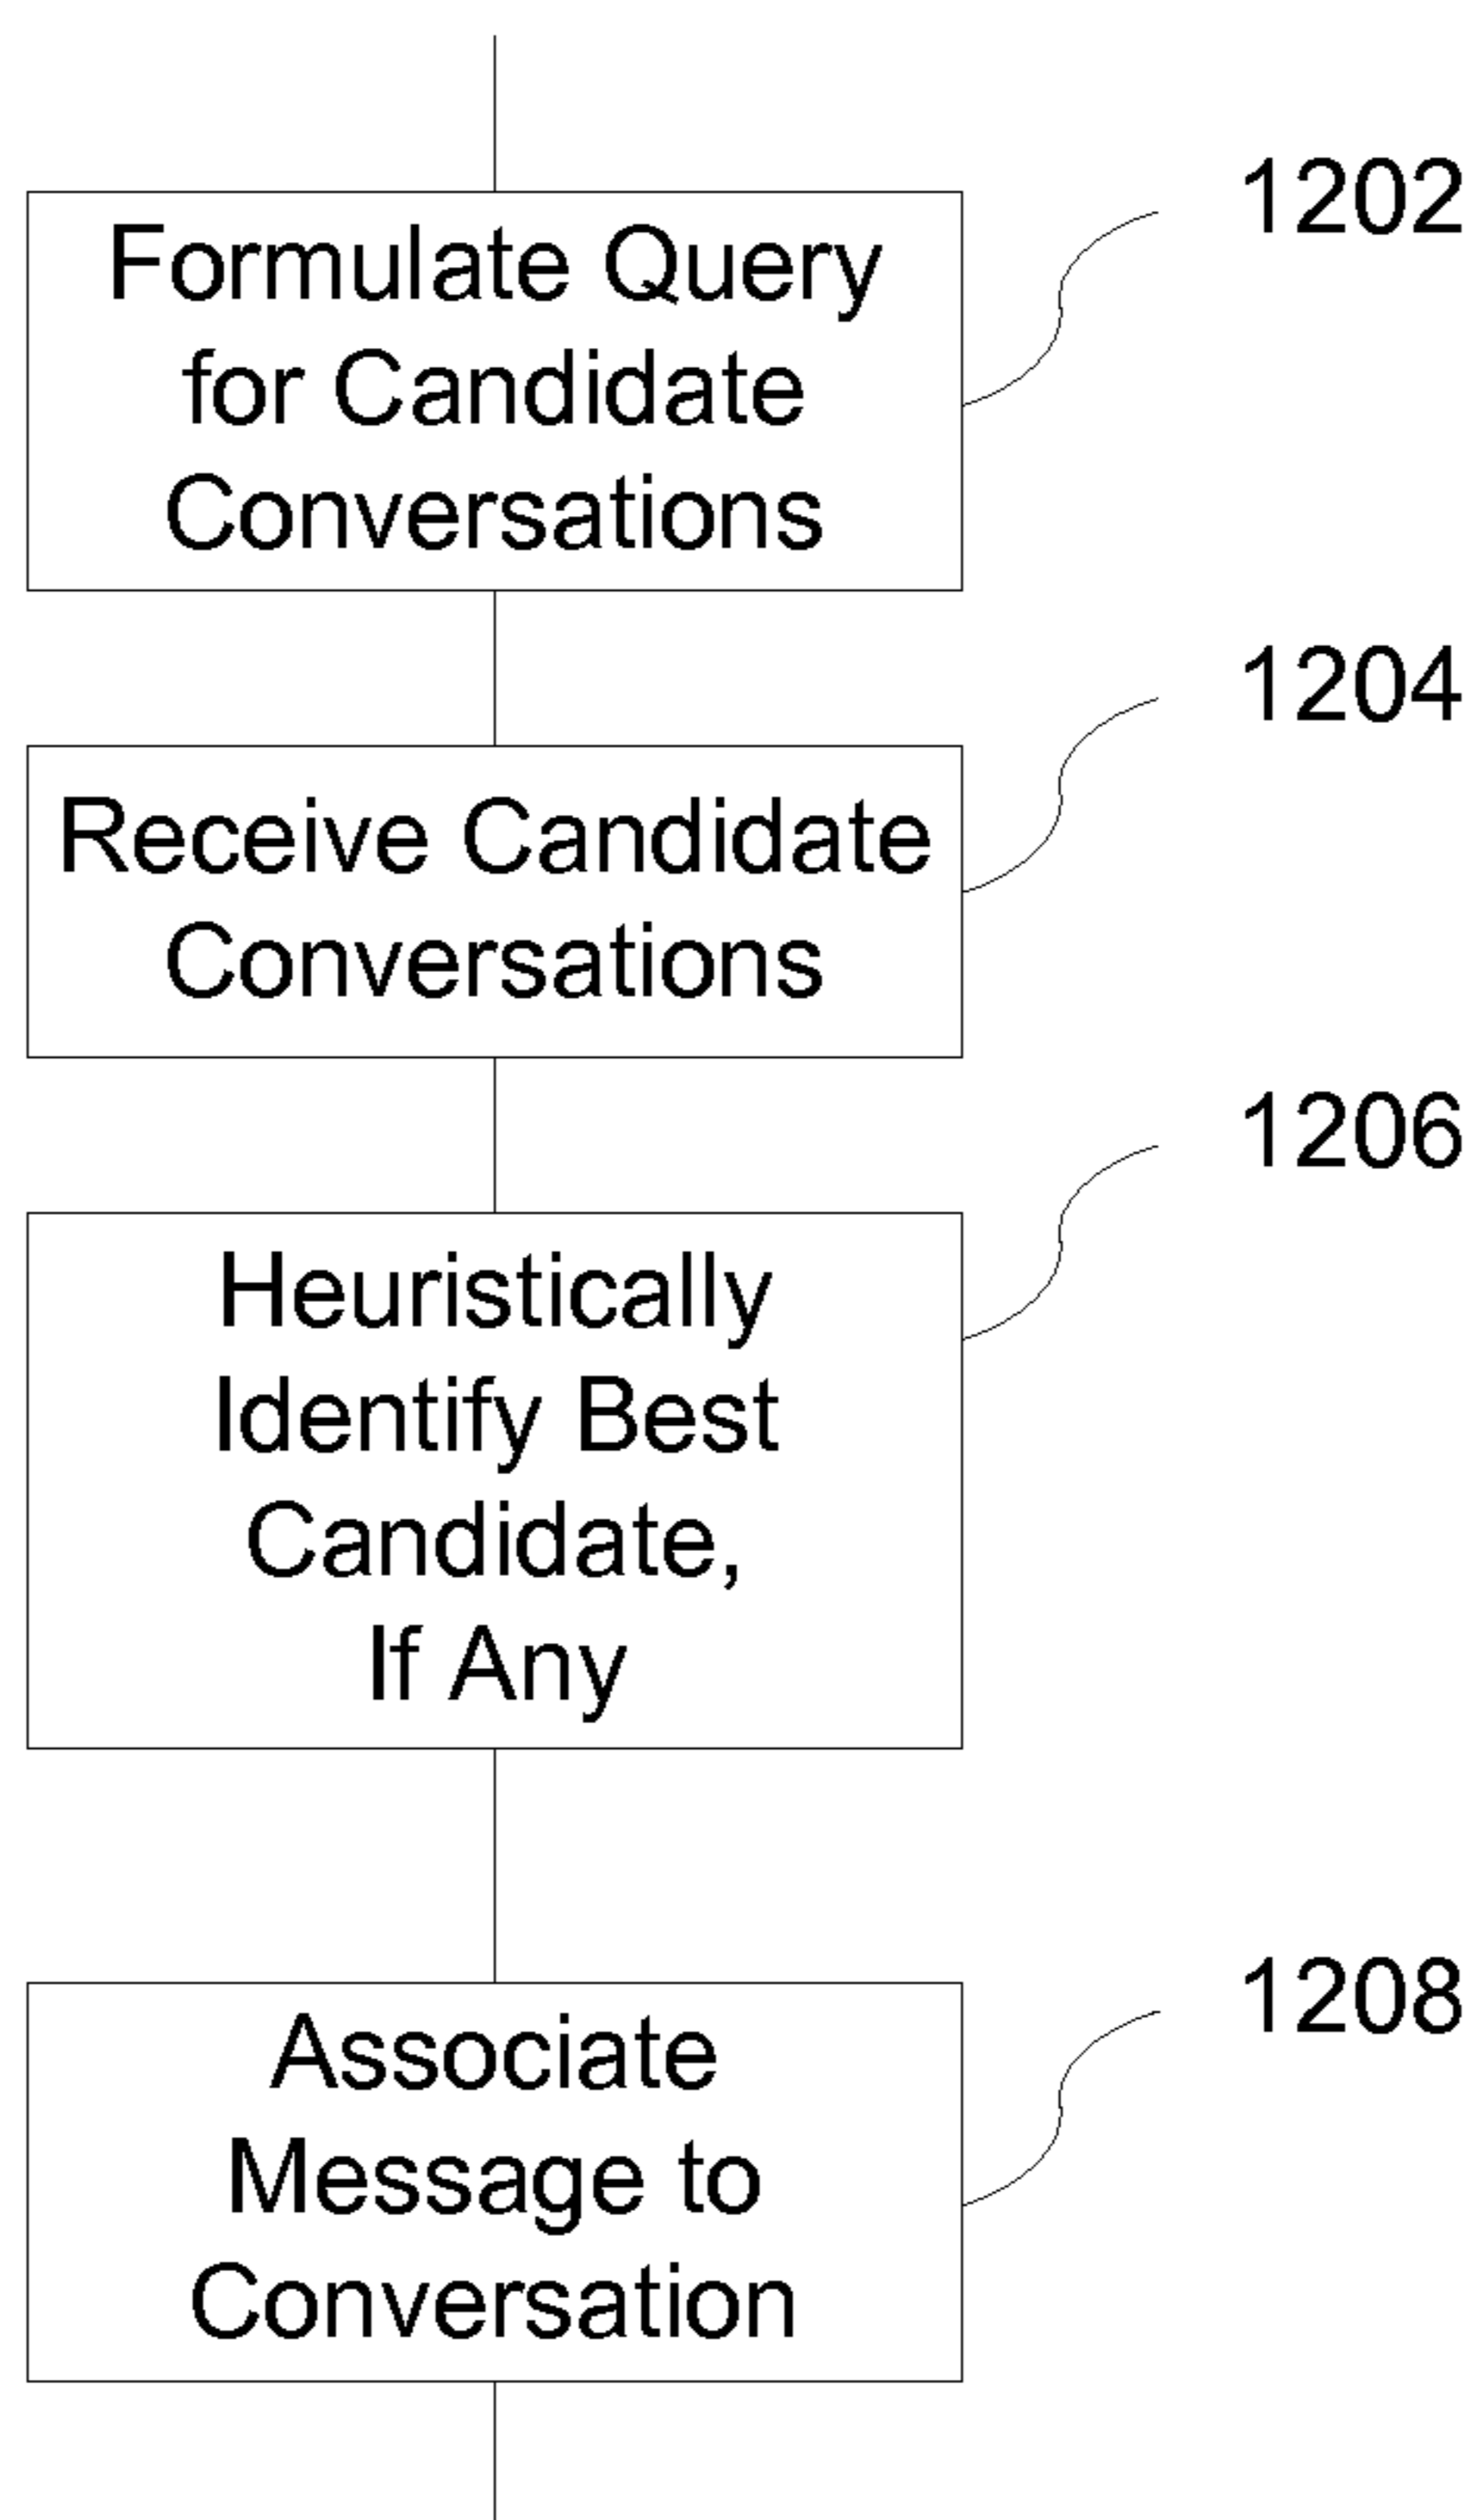 1202
Formulate Query
for Candidate
Conversations
1204
Receive Candidate
Conversations
1206
Heuristically
Identify Best
Candidate,
If Any
1208
Associate
Message to
Conversation